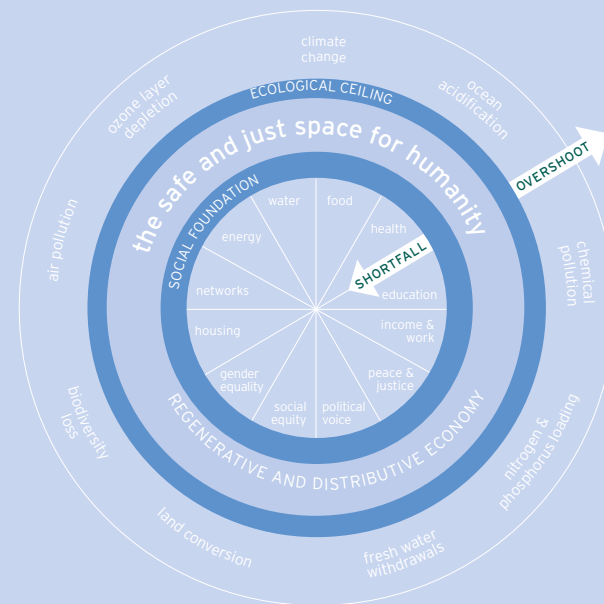 climate
change
ocean
acidification
chemical
pollution
nitrogen &
phosphorus loading
fresh water
withdrawals
land conversion
biodiversity
loss
air pollution
ozone layer
depletion
ECOLOGICAL CEILING
the safe and just space for humanity
OVERSHOOT
SOCIAL FOUNDATION
water
food
health
SHORTFALL
education
income &
work
peace &
justice
political
voice
social
equity
gender
equality
housing
networks
energy
REGENERATIVE AND DISTRIBUTIVE ECONOMY